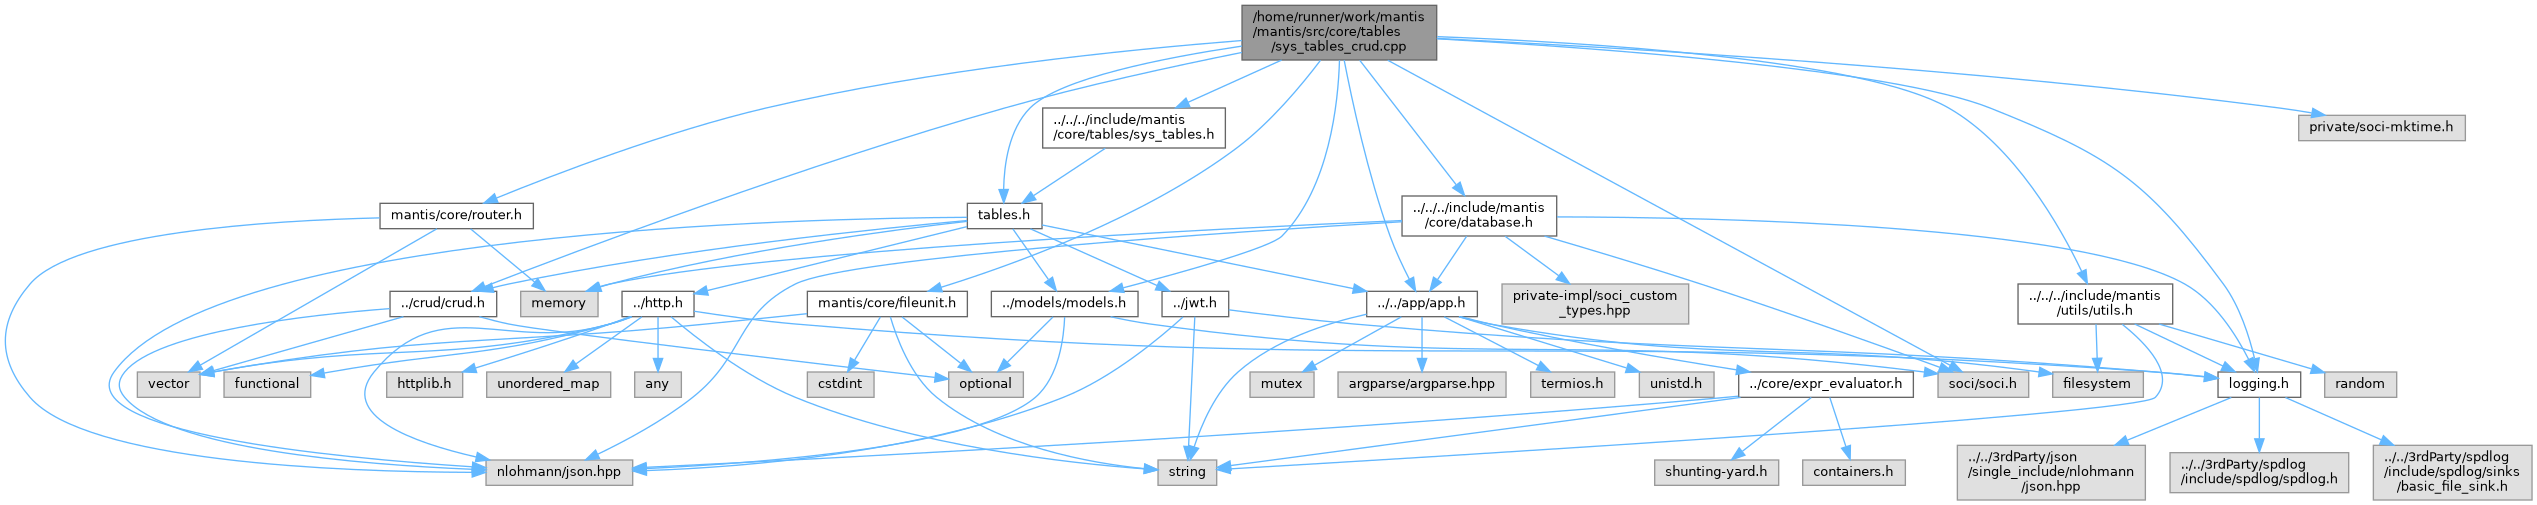 /home/runner/work/mantis
/mantis/src/core/tables
/sys_tables_crud.cpp
../../../include/mantis
/core/tables/sys_tables.h
private/soci-mktime.h
mantis/core/router.h
tables.h
../../../include/mantis
/core/database.h
../crud/crud.h
memory
../http.h
mantis/core/fileunit.h
../models/models.h
../jwt.h
../../app/app.h
private-impl/soci_custom
_types.hpp
../../../include/mantis
/utils/utils.h
vector
functional
httplib.h
unordered_map
any
cstdint
optional
mutex
argparse/argparse.hpp
termios.h
unistd.h
../core/expr_evaluator.h
soci/soci.h
filesystem
logging.h
random
nlohmann/json.hpp
string
shunting-yard.h
containers.h
../../3rdParty/json
/single_include/nlohmann
/json.hpp
../../3rdParty/spdlog
/include/spdlog/spdlog.h
../../3rdParty/spdlog
/include/spdlog/sinks
/basic_file_sink.h